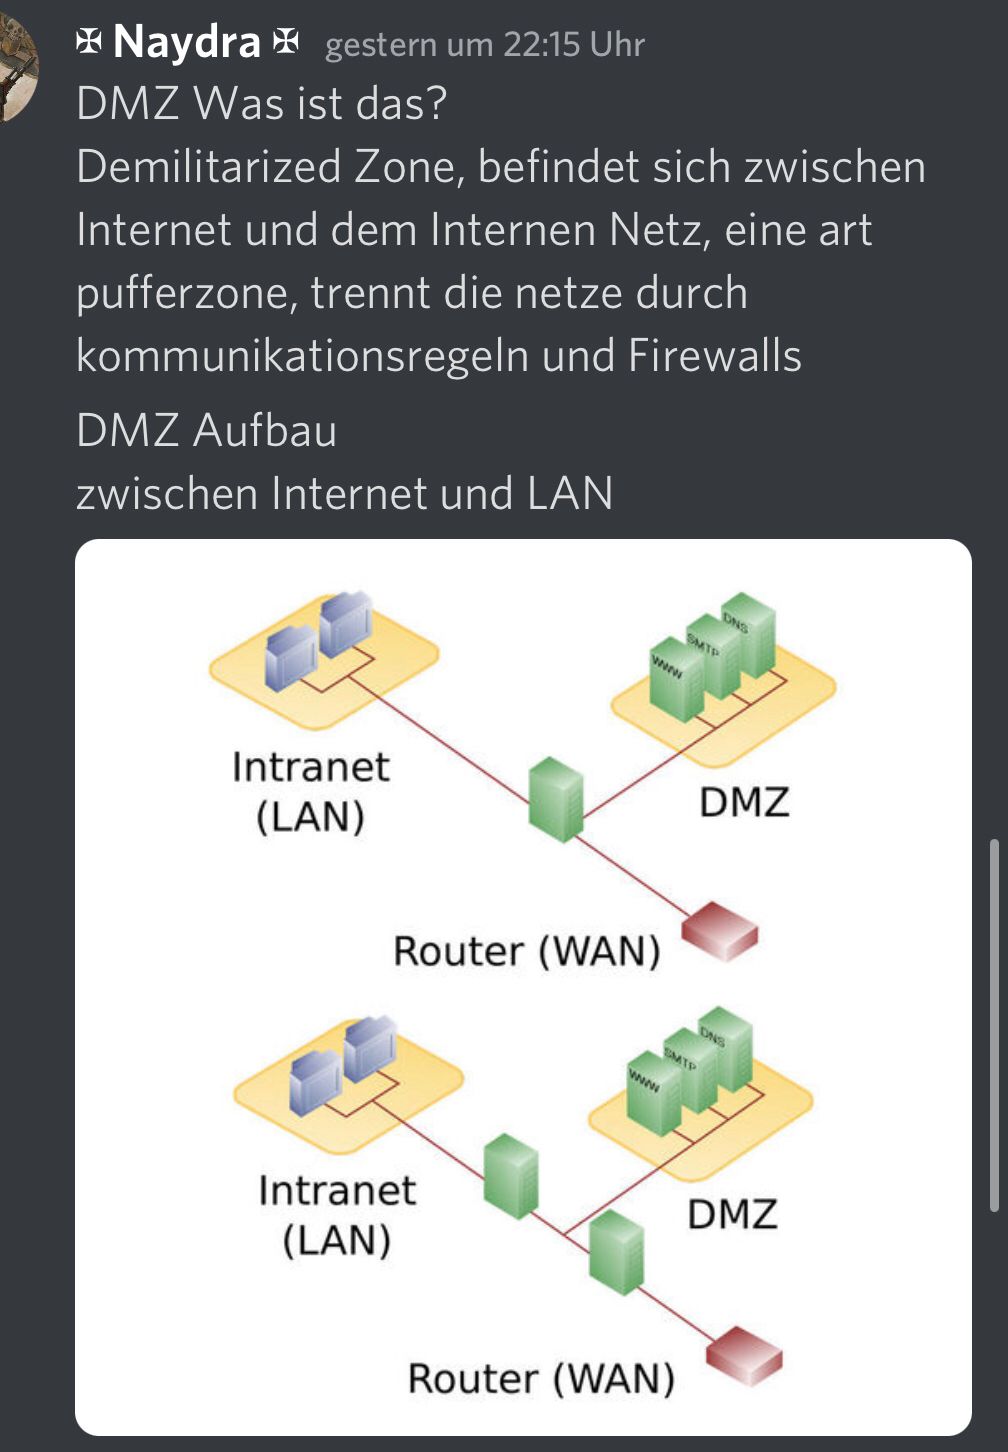 ✠ Naydra ✠ gestern um 22:15 Uhr
DMZ Was ist das?
Demilitarized Zone, befindet sich zwischen
Internet und dem Internen Netz, eine art
pufferzone, trennt die netze durch
kommunikationsregeln und Firewalls
DMZ Aufbau
zwischen Internet und LAN
DNS
SMTP
WWW
Intranet
(LAN)
DMZ
Router (WAN)
DNS
SMTP
WWW
Intranet
(LAN)
DMZ
Router (WAN)